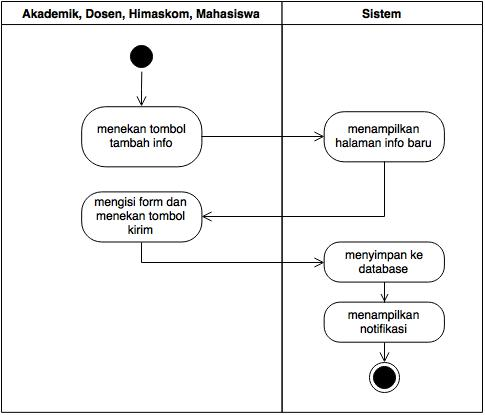 Akademik, Dosen, Himaskom, Mahasiswa
Sistem
menekan tombol
tambah info
menampilkan
halaman info baru
mengisi form dan
menekan tombol
kirim
menyimpan ke
database
menampilkan
notifikasi